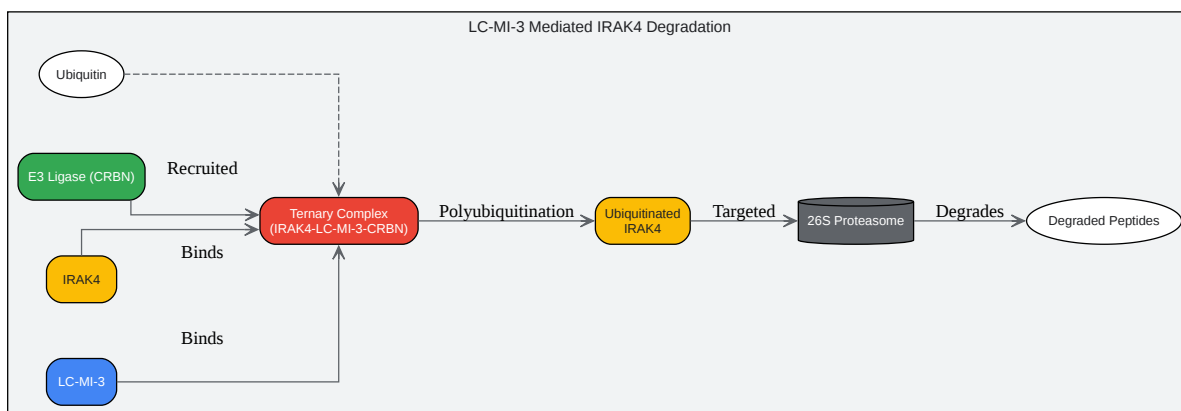 LC-MI-3 Mediated IRAK4 Degradation
Ubiquitin
E3 Ligase (CRBN)
Recruited
Ternary Complex
(IRAK4-LC-MI-3-CRBN)
Polyubiquitination
Ubiquitinated
IRAK4
Targeted
26S Proteasome
Degrades
Degraded Peptides
Binds
IRAK4
Binds
LC-MI-3